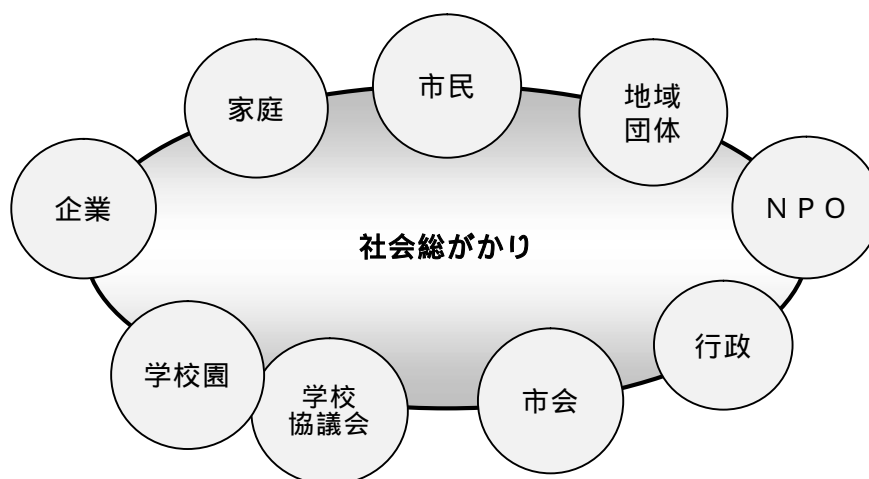 市民
家庭
地域
団体
企業
ＮＰＯ
社会総がかり
行政
学校園
学校
協議会
市会